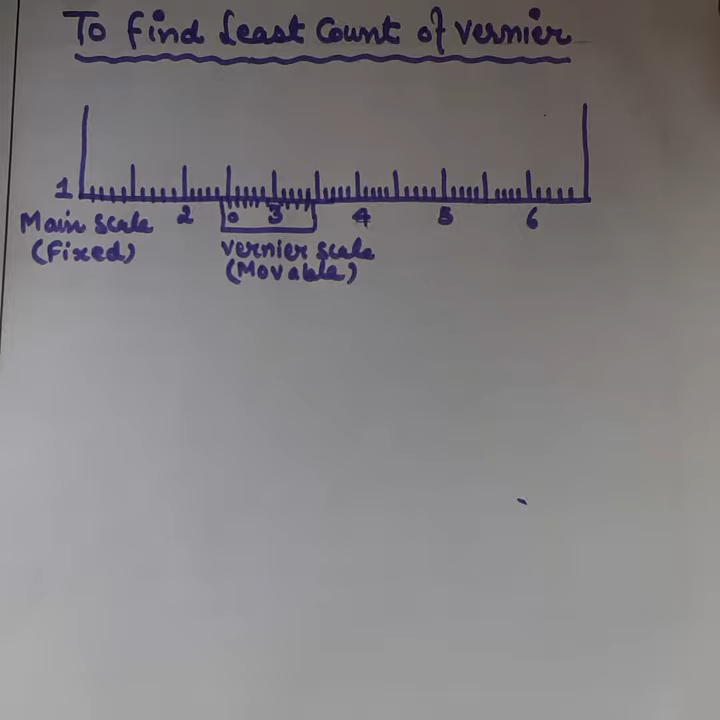 To find Least Count of vernier
1
2 0 3 4 5 6
Main scale
(Fixed)
vernier scale
(Movable)